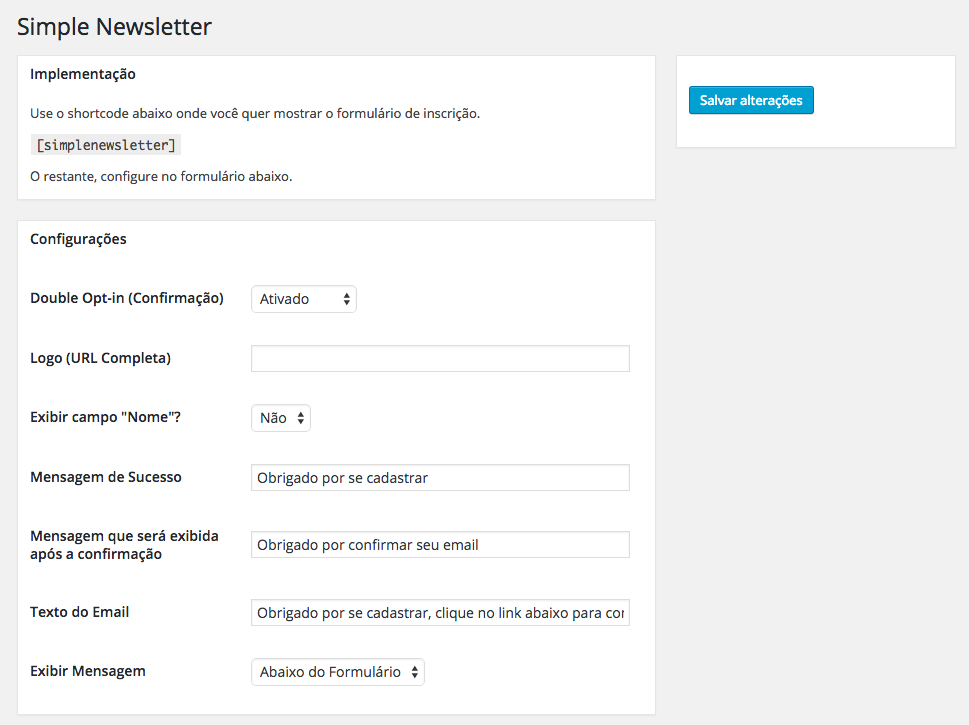 Simple Newsletter
Implementação
Use o shortcode abaixo onde você quer mostrar o formulário de inscrição.
[simplenewsletter]
O restante, configure no formulário abaixo.
Salvar alterações
Configurações
Double Opt-in (Confirmação)
Ativado
Logo (URL Completa)
Exibir campo "Nome"?
Não
Mensagem de Sucesso
Obrigado por se cadastrar
Mensagem que será exibida
após a confirmação
Obrigado por confirmar seu email
Texto do Email
Obrigado por se cadastrar, clique no link abaixo para cor
Exibir Mensagem
Abaixo do Formulário